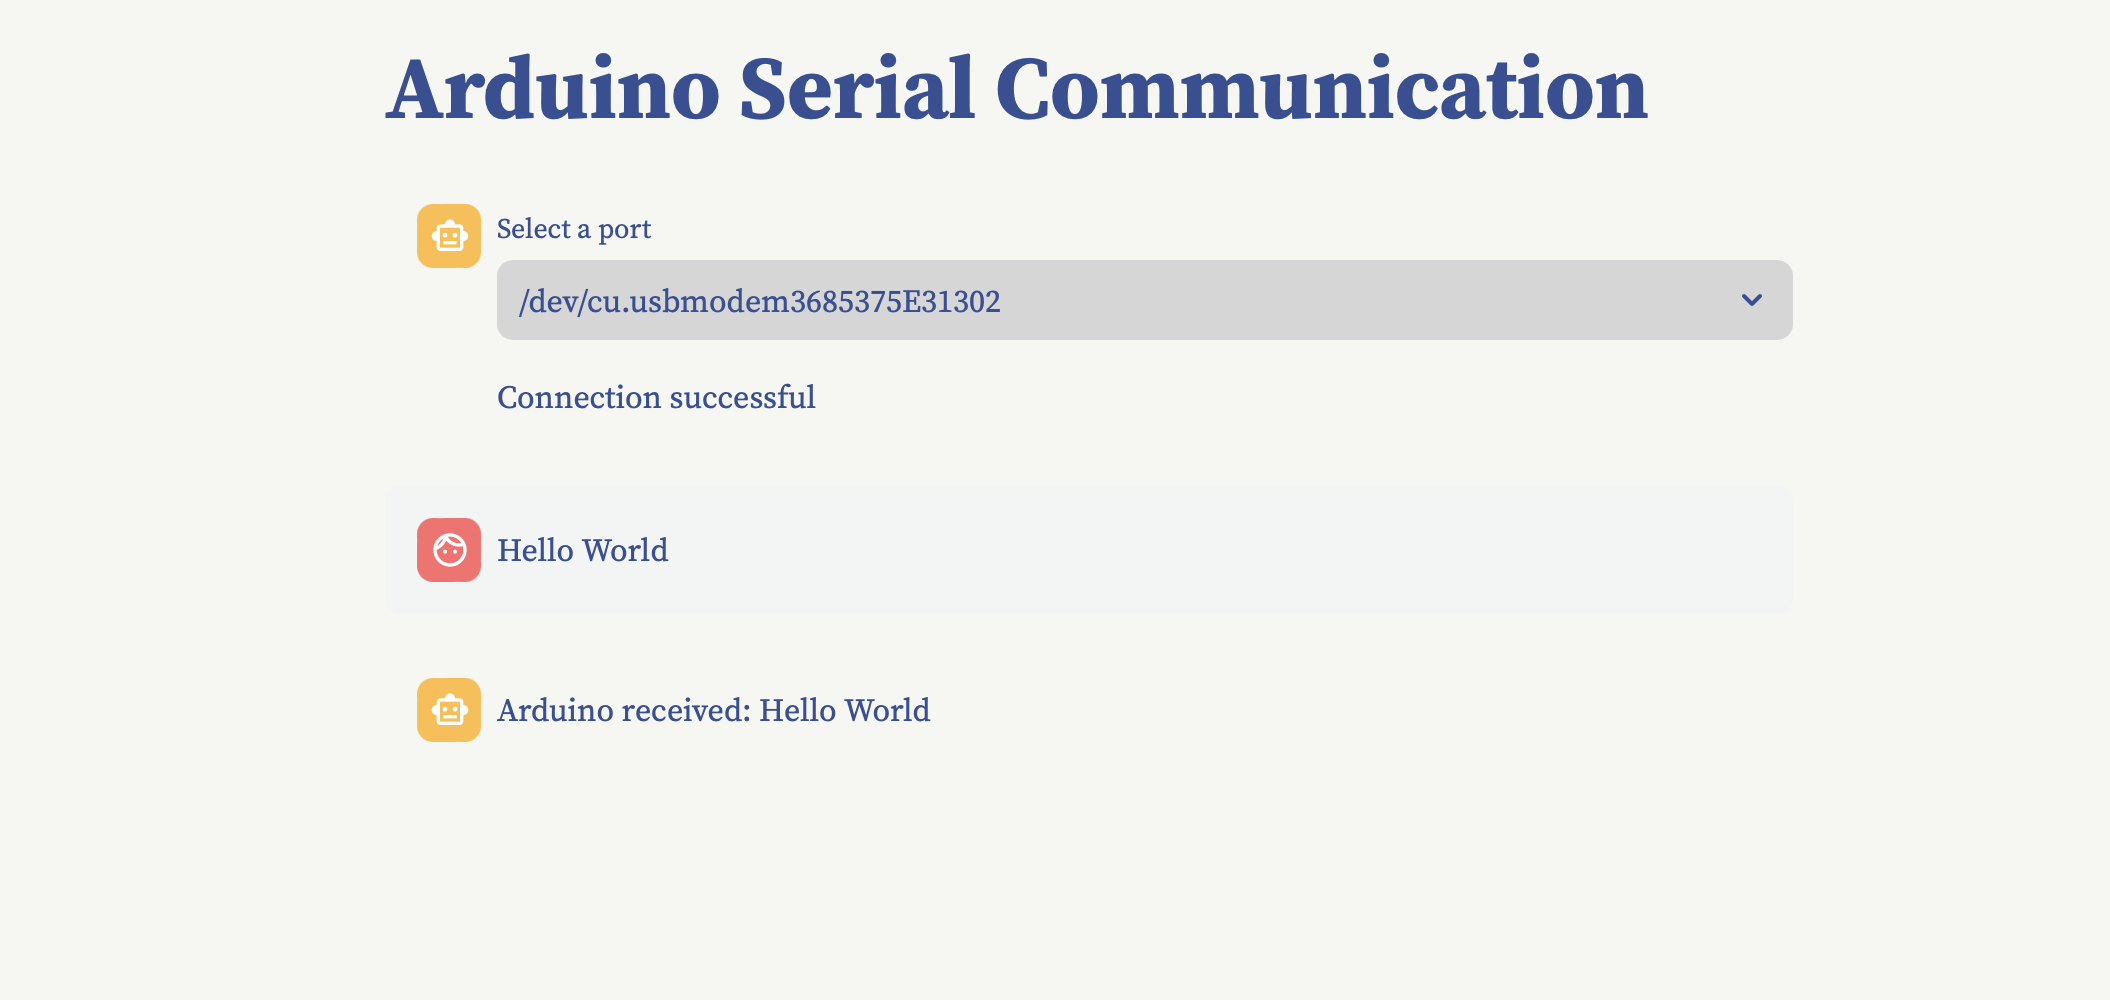 Arduino Serial Communication
Select a port
/dev/cu.usbmodem3685375E31302
Connection successful
Hello World
Arduino received: Hello World